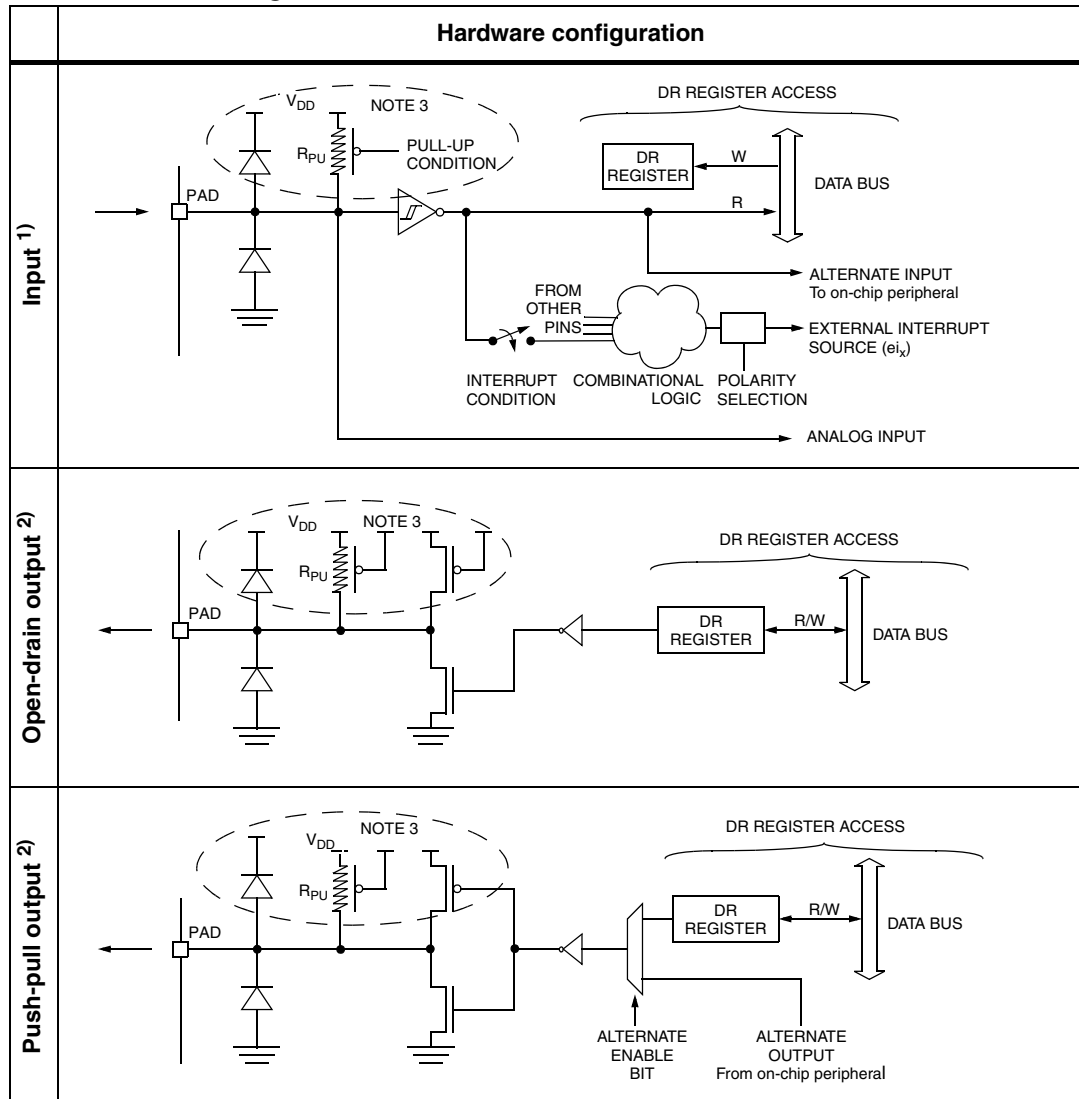 Hardware configuration
Input 1)
DR REGISTER ACCESS
VDD
NOTE 3
RPU
PULL-UP
CONDITION
DR
REGISTER
W
R
DATA BUS
PAD
ALTERNATE INPUT
To on-chip peripheral
FROM
OTHER
PINS
EXTERNAL INTERRUPT
SOURCE (eix)
INTERRUPT
CONDITION
COMBINATIONAL
LOGIC
POLARITY
SELECTION
ANALOG INPUT
Open-drain output 2)
VDD
NOTE 3
RPU
PAD
DR REGISTER ACCESS
DR
REGISTER
R/W
DATA BUS
Push-pull output 2)
VDD
NOTE 3
RPU
PAD
DR REGISTER ACCESS
DR
REGISTER
R/W
DATA BUS
ALTERNATE
ENABLE
BIT
ALTERNATE
OUTPUT
From on-chip peripheral